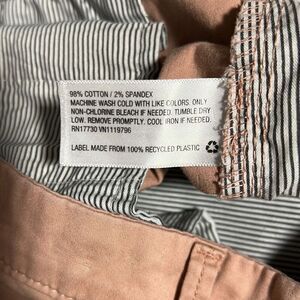 98% COTTON / 2% SPANDEX
MACHINE WASH COLD WITH LIKE COLORS. ONLY
NON-CHLORINE BLEACH IF NEEDED. TUMBLE DRY
LOW. REMOVE PROMPTLY. COOL IRON IF NEEDED.
RN17730 VN1119796
LABEL MADE FROM 100% RECYCLED PLASTIC